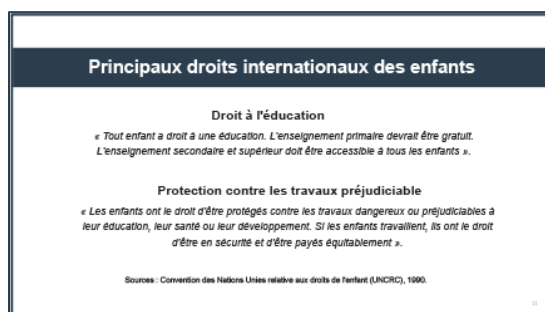 Principaux droits internationaux des enfants
Droit à l'éducation
« Tout enfant a droit à une éducation. L'enseignement primaire devrait être gratuit.
L'enseignement secondaire et supérieur doit être accessible à tous les enfants ».
Protection contre les travaux préjudiciable
« Les enfants ont le droit d'être protégés contre les travaux dangereux ou préjudiciables à
leur éducation, leur santé ou leur développement. Si les enfants travaillent, ils ont le droit
d'être en sécurité et d'être payés équitablement ».
Sources : Convention des Nations Unies relative aux droits de l'enfant (UNCRC), 1990.